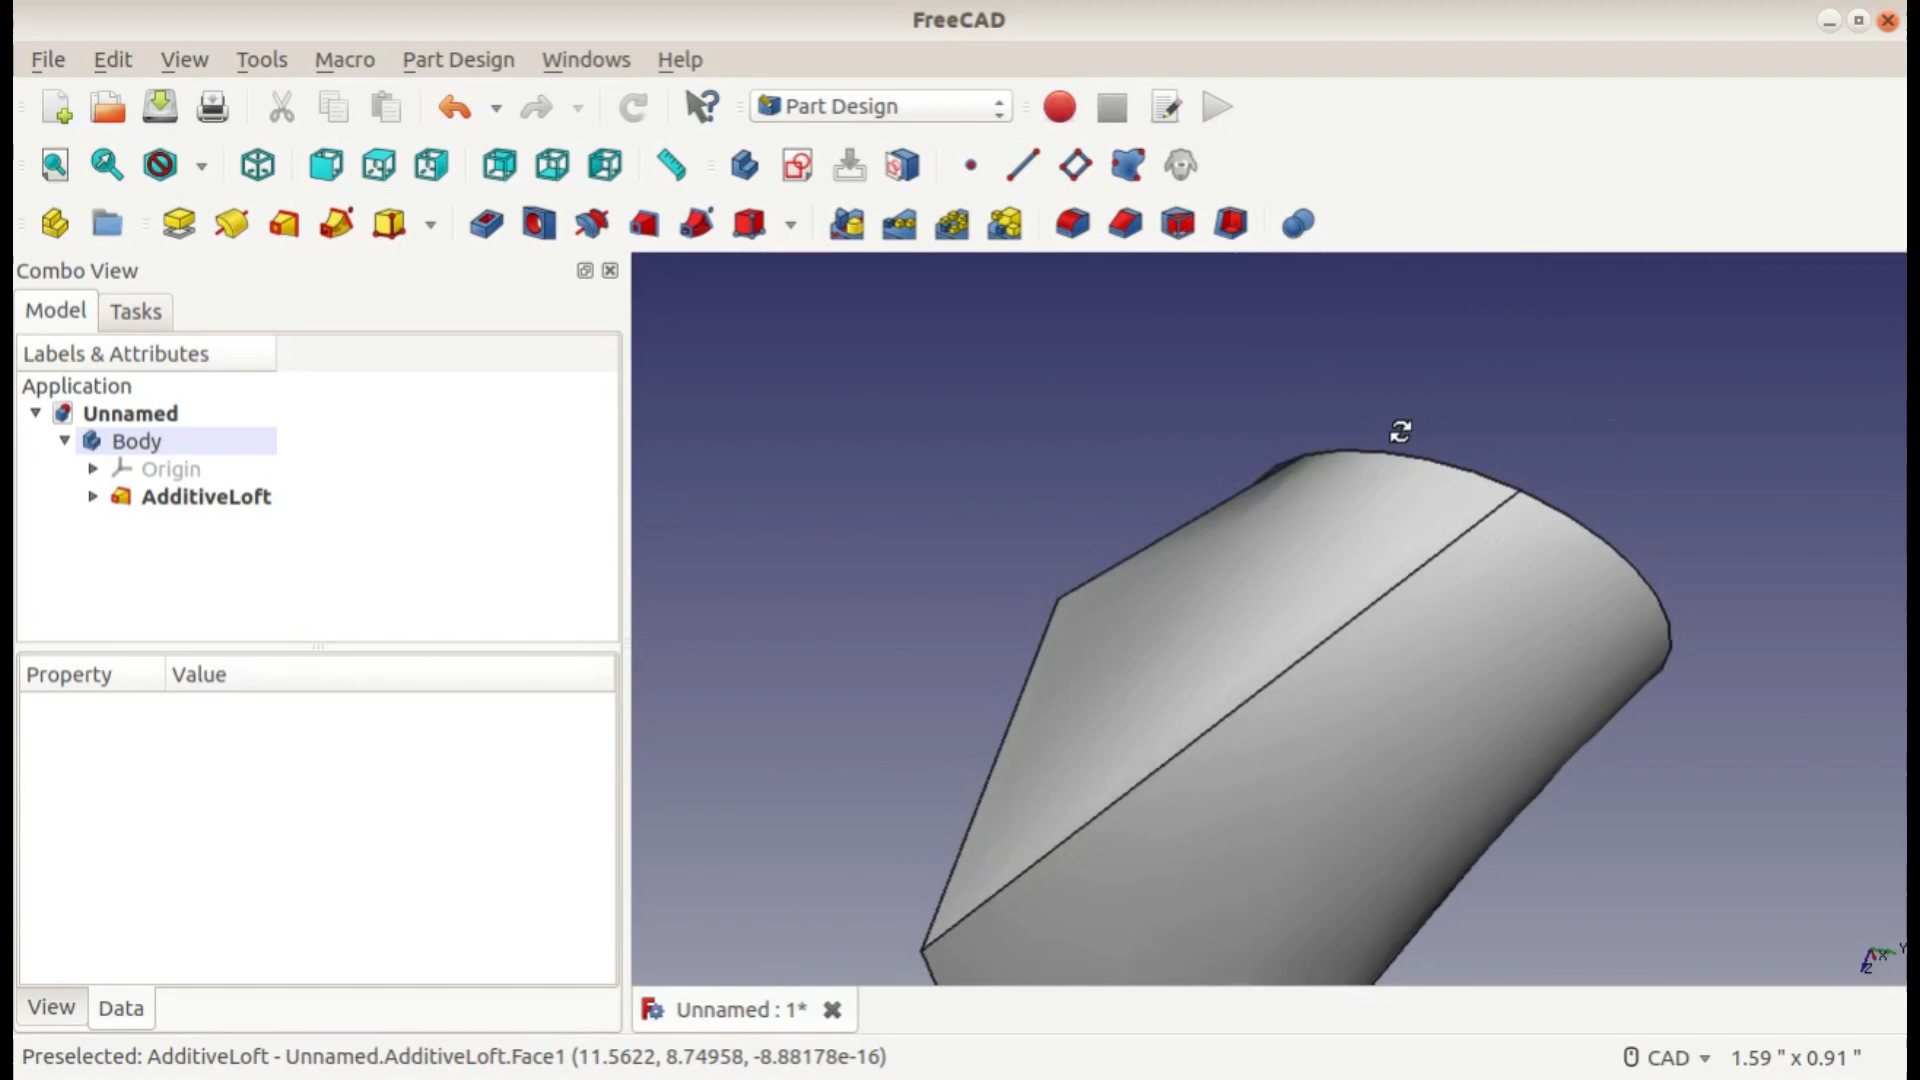 FreeCAD
File Edit View Tools Macro Part Design Windows Help
Part Design
Combo View
Model Tasks
Labels & Attributes
Application
Unnamed
Body
Origin
AdditiveLoft
Property Value
View Data
Unnamed : 1*
X Y Z
Preselected: AdditiveLoft - Unnamed.AdditiveLoft.Face1 (11.5622, 8.74958, -8.88178e-16)
CAD 1.59 " x 0.91 "